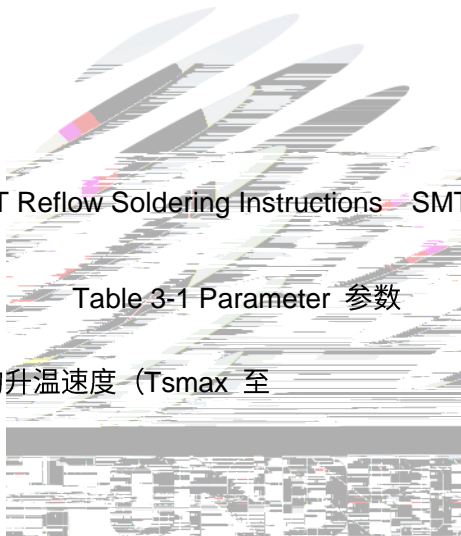 T Reflow Soldering Instructions SMT
Table 3-1 Parameter 参数
升温速度（Tsmax 至